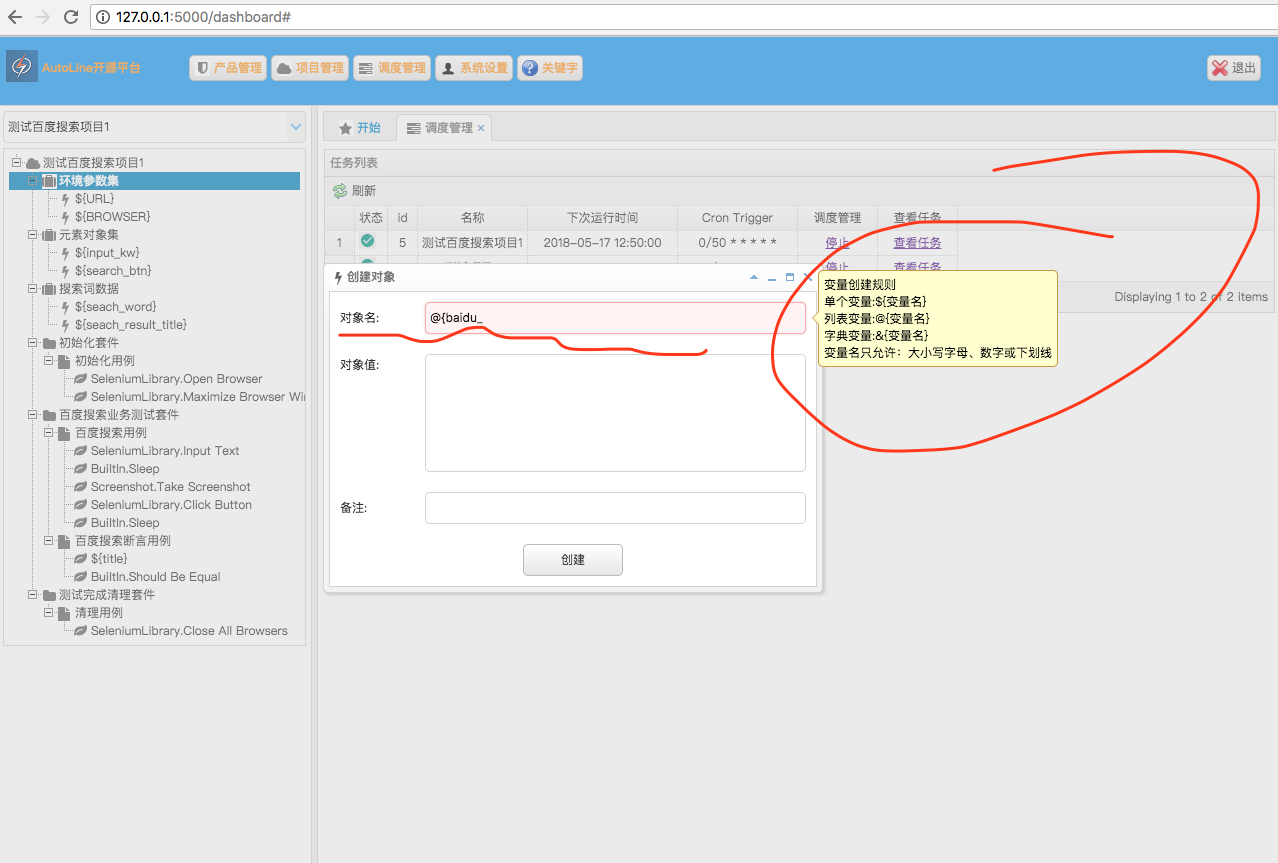 127.0.0.1:5000/dashboard#
AutoLine开源平台
产品管理
项目管理
调度管理
系统设置
关键字
退出
测试百度搜索项目1
测试百度搜索项目1
环境参数集
${URL}
${BROWSER}
元素对象集
${input_kw}
${search_btn}
搜索词数据
${seach_word}
${seach_result_title}
初始化套件
初始化用例
SeleniumLibrary.Open Browser
SeleniumLibrary.Maximize Browser Win
百度搜索业务测试套件
百度搜索用例
SeleniumLibrary.Input Text
BuiltIn.Sleep
Screenshot.Take Screenshot
SeleniumLibrary.Click Button
BuiltIn.Sleep
百度搜索断言用例
${title}
BuiltIn.Should Be Equal
测试完成清理套件
清理用例
SeleniumLibrary.Close All Browsers
开始
调度管理
任务列表
刷新
状态 id 名称 下次运行时间 Cron Trigger 调度管理 查看任务
1 5 测试百度搜索项目1 2018-05-17 12:50:00 0/50 * * * * * 停止 查看任务
停止 查看任务
Displaying 1 to 2 of 2 items
创建对象
对象名: @{baidu_
对象值:
备注:
创建
变量创建规则
单个变量:${变量名}
列表变量:@{变量名}
字典变量:&{变量名}
变量名只允许：大小写字母、数字或下划线